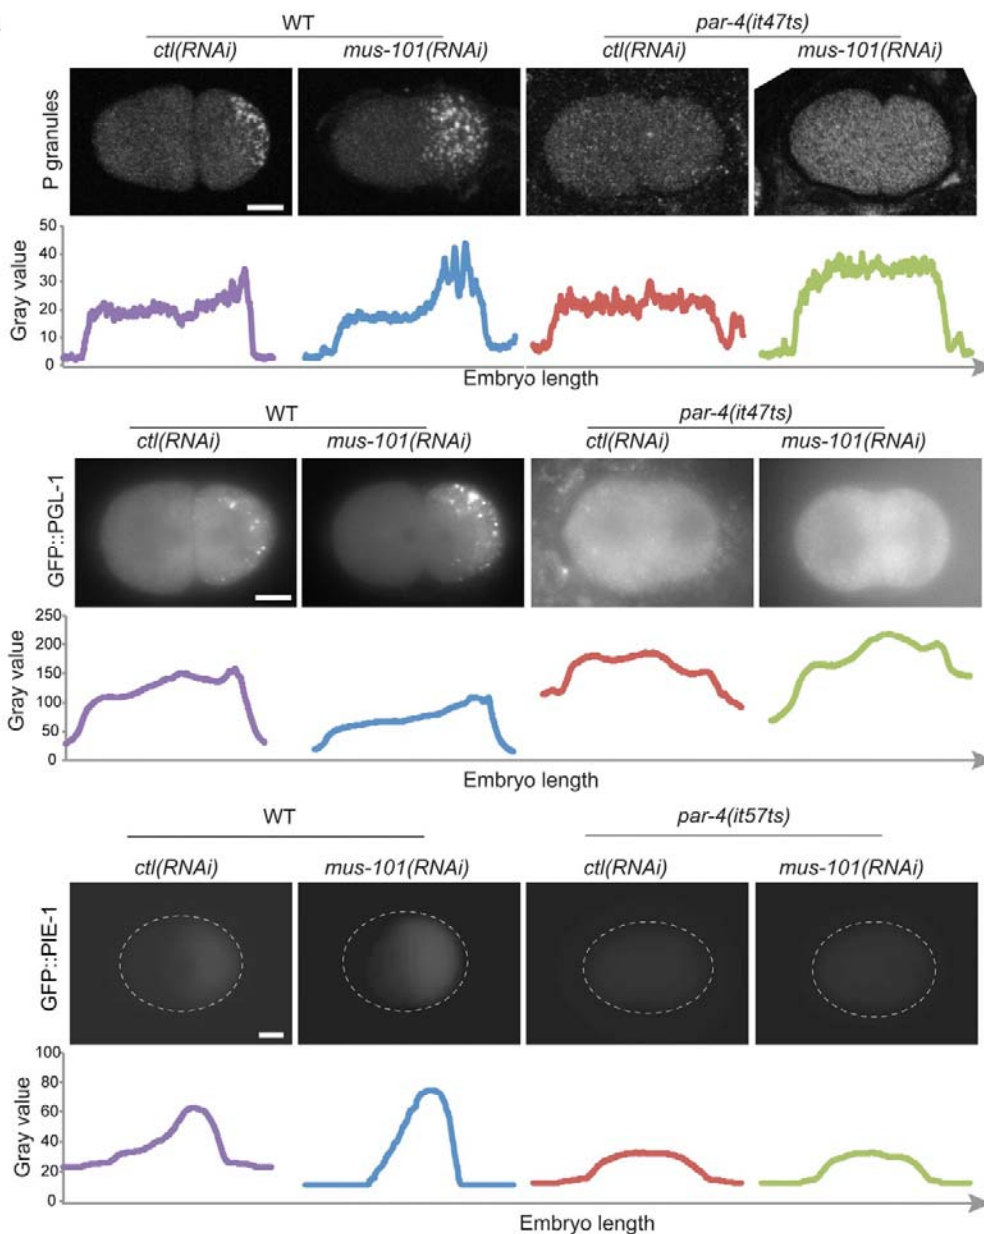 WT par-4(it47ts)
ctl(RNAi) mus-101(RNAi) ctl(RNAi) mus-101(RNAi)
P granules
50
40
30
20
10
0
Gray value
Embryo length
WT par-4(it47ts)
ctl(RNAi) mus-101(RNAi) ctl(RNAi) mus-101(RNAi)
GFP::PGL-1
250
200
150
100
50
0
Gray value
Embryo length
WT par-4(it57ts)
ctl(RNAi) mus-101(RNAi) ctl(RNAi) mus-101(RNAi)
GFP::PIE-1
100
80
60
40
20
0
Gray value
Embryo length